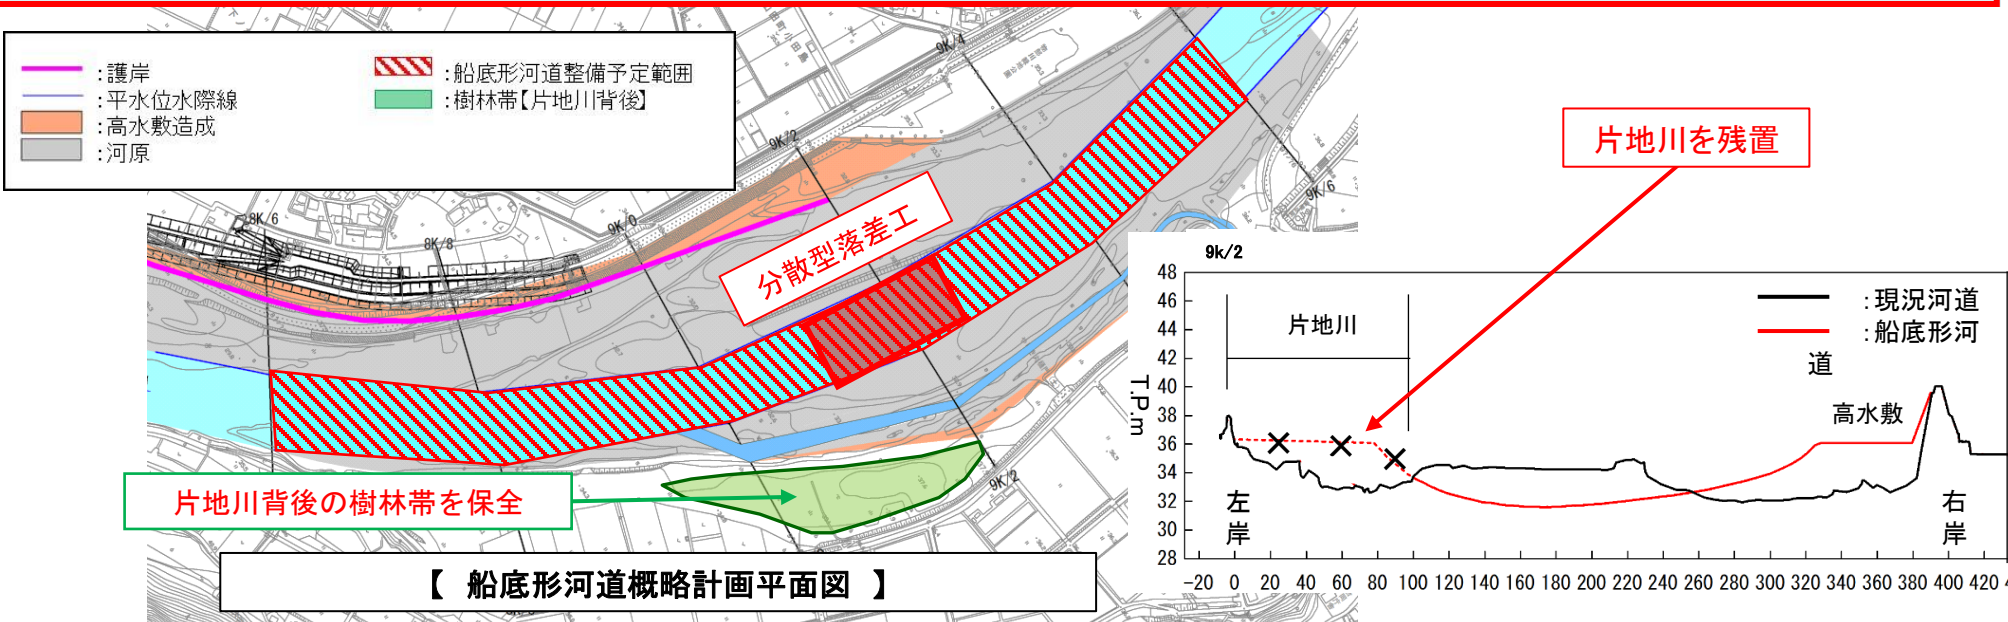 :護岸
:平水位水際線
:高水敷造成
:河原
:船底形河道整備予定範囲
:樹林帯【片地川背後】
8K/6
8K/8
9K/0
9K/2
9K/4
9K/6
9K/2
分散型落差工
片地川背後の樹林帯を保全
【 船底形河道概略計画平面図 】
片地川を残置
9k/2
:現況河道
:船底形河
道
片地川
高水敷
T.P.m
48
46
44
42
40
38
36
34
32
30
28
左
岸
右
岸
-20 0 20 40 60 80 100 120 140 160 180 200 220 240 260 280 300 320 340 360 380 400 420